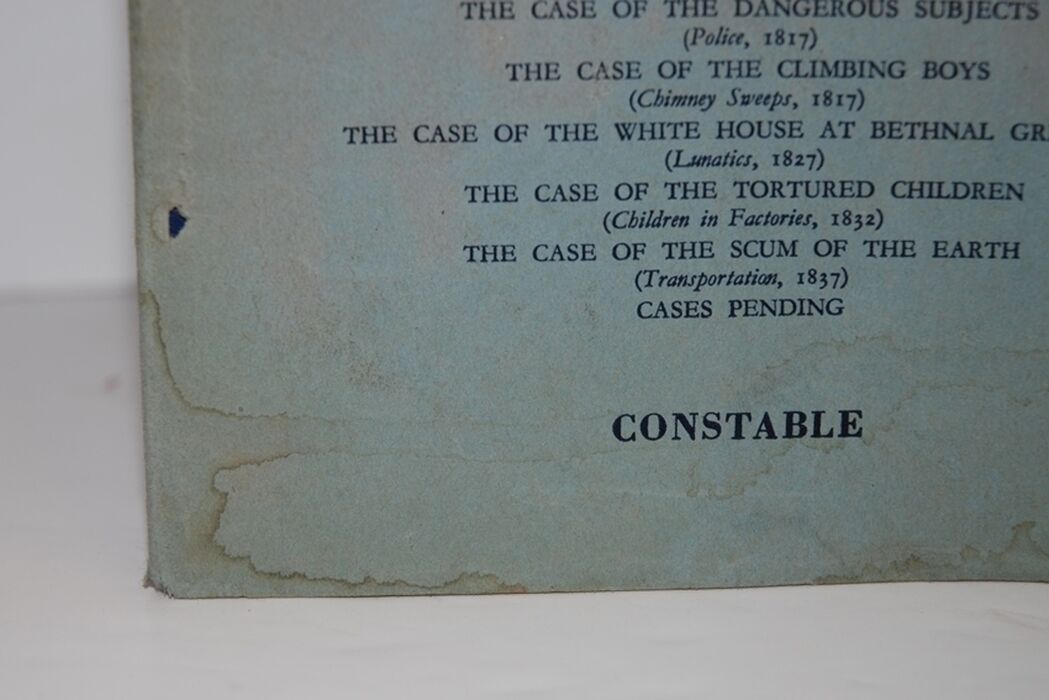 THE CASE OF THE DANGEROUS SUBJECTS
(Police, 1817)
THE CASE OF THE CLIMBING BOYS
(Chimney Sweeps, 1817)
THE CASE OF THE WHITE HOUSE AT BETHNAL GR
(Lunatics, 1827)
THE CASE OF THE TORTURED CHILDREN
(Children in Factories, 1832)
THE CASE OF THE SCUM OF THE EARTH
(Transportation, 1837)
CASES PENDING
CONSTABLE